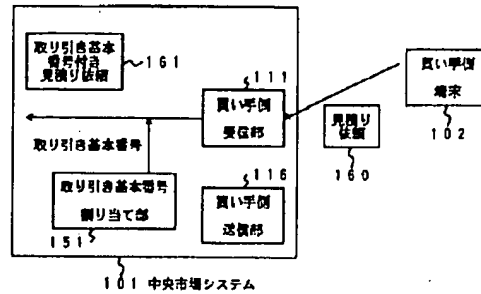 取り引き基本
番号付き
見積り依頼
161
111
買い手側
受信部
買い手側
端末
102
見積り
依頼
160
取り引き基本番号
取り引き基本番号
割り当て部
151
116
買い手側
送信部
101 中央市場システム